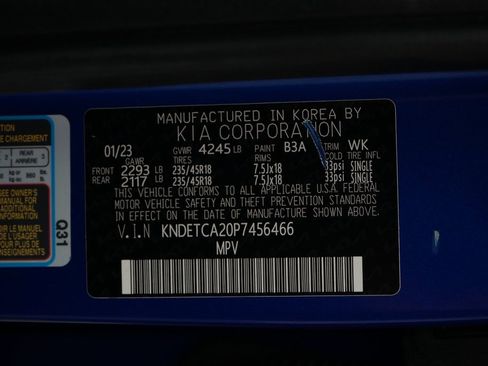 MANUFACTURED IN KOREA BY
KIA CORPORATION
01/23 GVWR 4245 LB PAINT B3A TRIM WK
GAWR TIRES RIMS COLD TIRE INFL
FRONT 2293 LB 235/45R18 7.5Jx18 33psi SINGLE
REAR 2117 LB 235/45R18 7.5Jx18 33psi SINGLE
THIS VEHICLE CONFORMS TO ALL APPLICABLE U.S.A. FEDERAL
MOTOR VEHICLE SAFETY AND THEFT PREVENTION STANDARDS
IN EFFECT ON THE DATE OF MANUFACTURE SHOWN ABOVE.
V.I.N KNDETCA20P7456466
MPV
CHARGEMENT
REAR 3
ARRIÈRE
SEE OWNER'S
MANUAL FOR
ADDITIONAL
INFORMATION
Q31